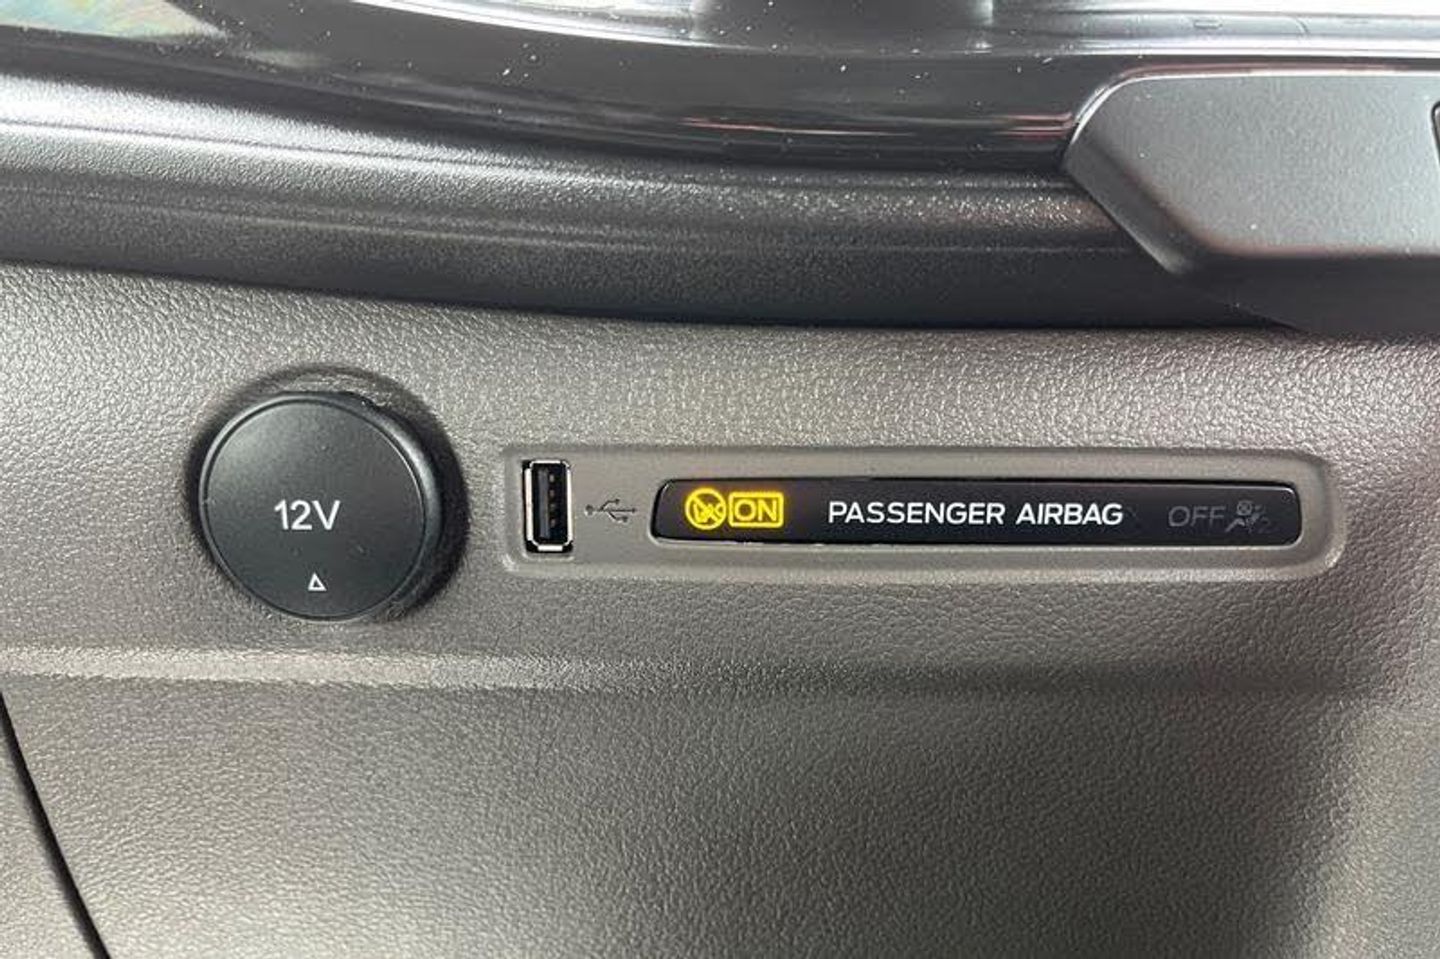 12V
ON PASSENGER AIRBAG OFF